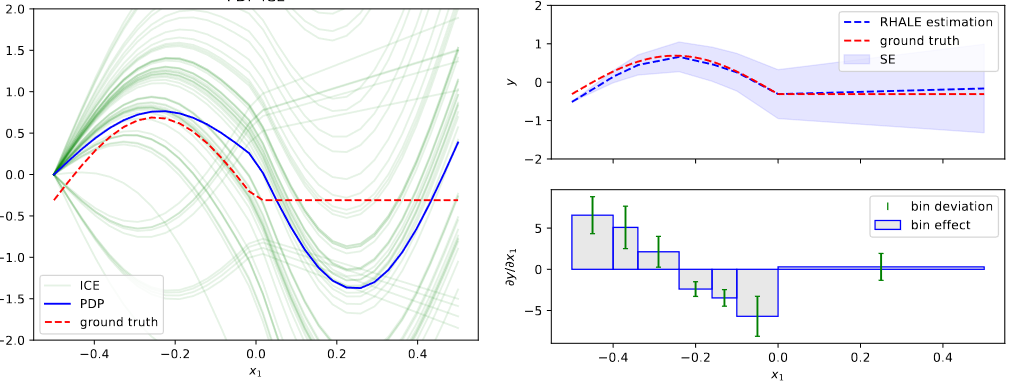 2.0
1.5
1.0
0.5
0.0
−0.5
−1.0
−1.5
−2.0
ICE
PDP
ground truth
−0.4
−0.2
0.0
0.2
0.4
x1
2
1
0
−1
−2
y
RHALE estimation
ground truth
SE
5
0
−5
∂y/∂x1
bin deviation
bin effect
−0.4
−0.2
0.0
0.2
0.4
x1